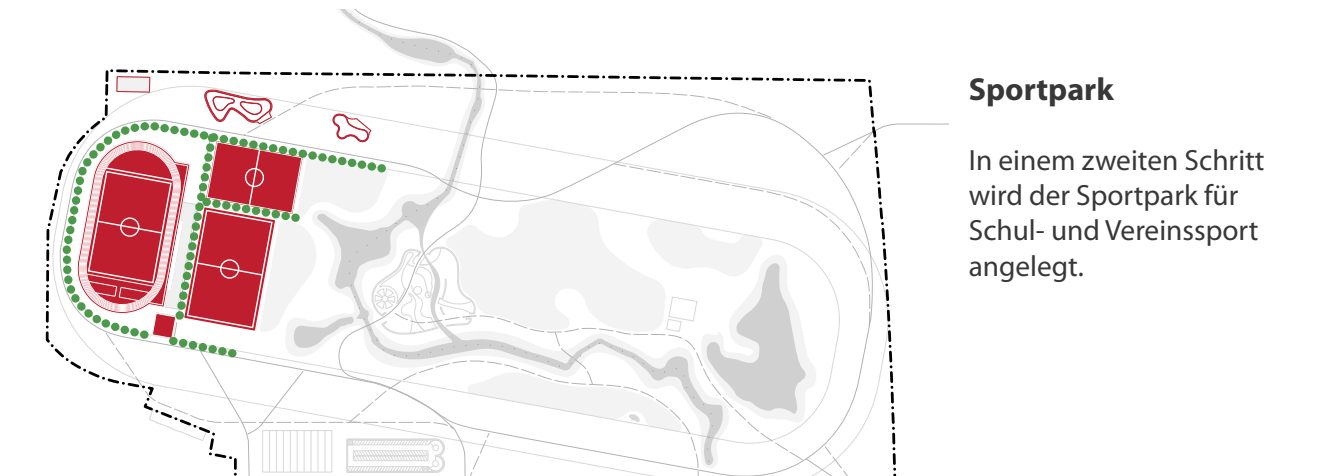 Sportpark
In einem zweiten Schritt
wird der Sportpark für
Schul- und Vereinssport
angelegt.